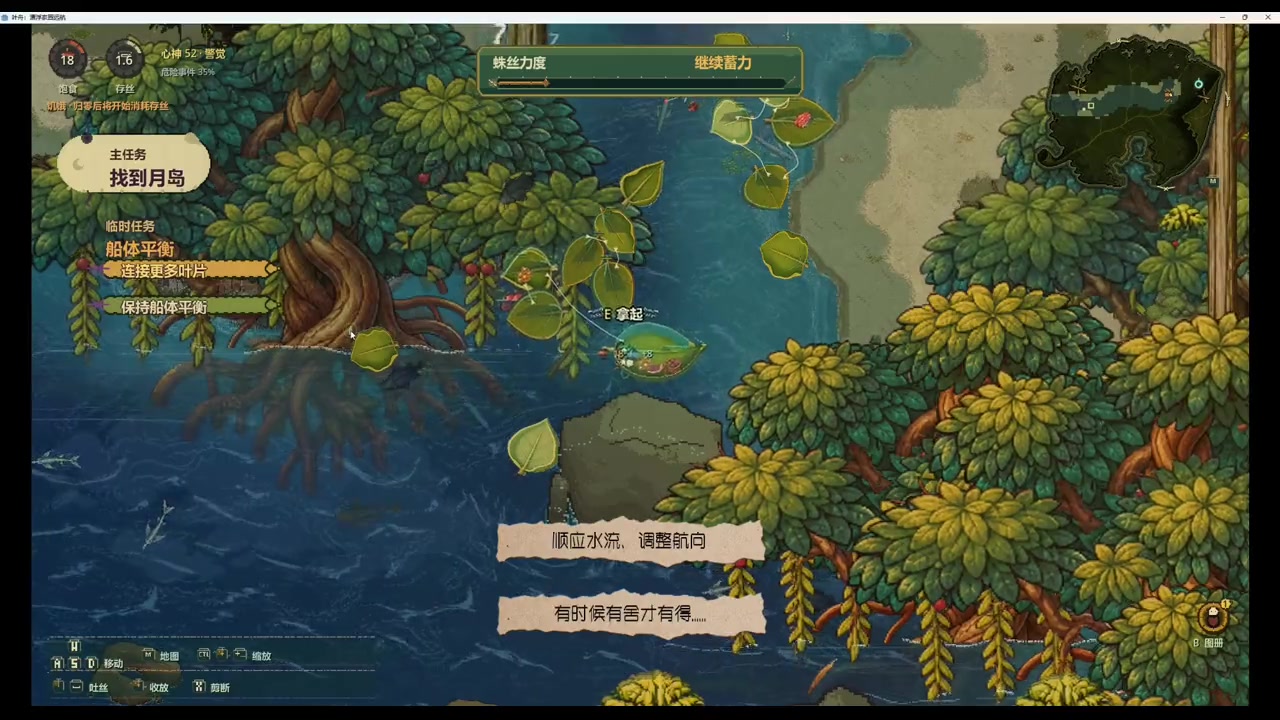 叶舟：漂浮家园远航
18
1.6
心神 52 · 警觉
危险事件 35%
饱食
存丝
饥饿 · 归零后将开始消耗存丝
主任务
找到月岛
临时任务
船体平衡
连接更多叶片
保持船体平衡
蛛丝力度
继续蓄力
E 拿起
M
顺应水流，调整航向
有时候有舍才有得......
W
A S D 移动
M 地图
缩放
吐丝
收放
X 剪断
B 图册